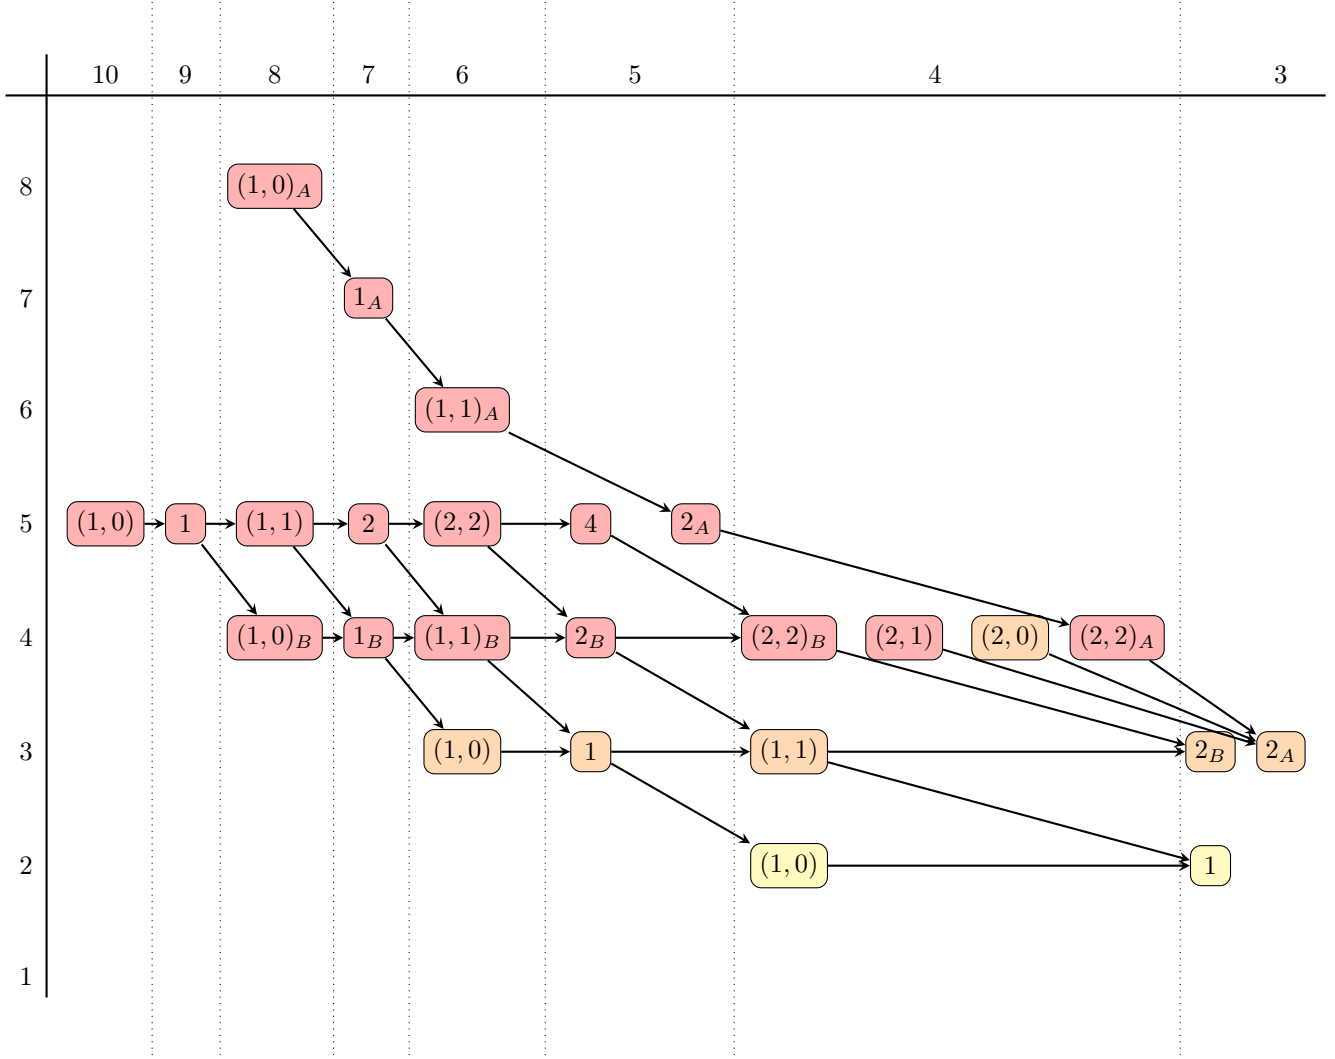 10 9 8 7 6 5 4 3
8 (1, 0)_A
7 1_A
6 (1, 1)_A
5 (1, 0) 1 (1, 1) 2 (2, 2) 4 2_A
4 (1, 0)_B 1_B (1, 1)_B 2_B (2, 2)_B (2, 1) (2, 0) (2, 2)_A
3 (1, 0) 1 (1, 1) 2_B 2_A
2 (1, 0) 1
1